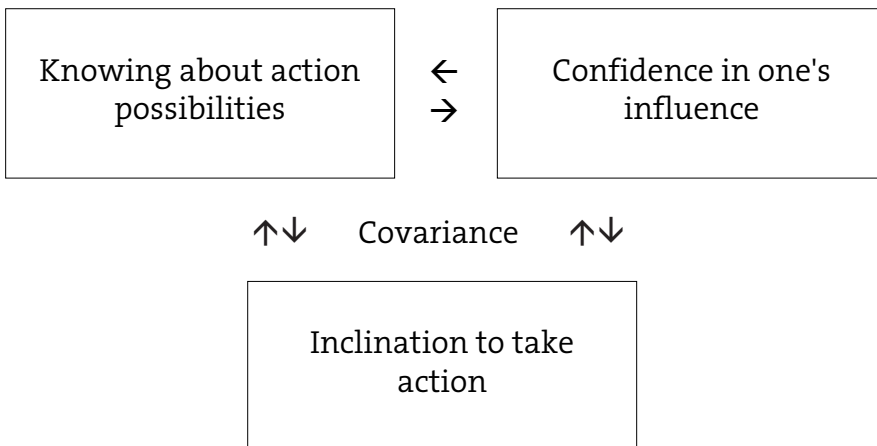 Knowing about action
possibilities
←
→
Confidence in one's
influence
↑↓ Covariance ↑↓
Inclination to take
action